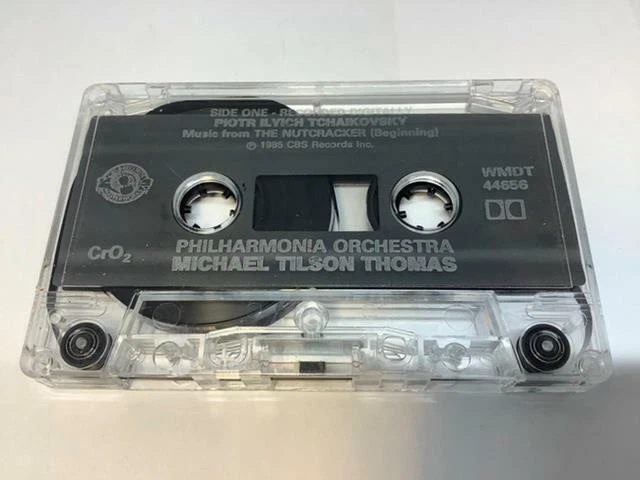 SIDE ONE - RECORDED DIGITALLY
PIOTR ILYICH TCHAIKOVSKY
Music from THE NUTCRACKER (Beginning)
℗ 1985 CBS Records Inc.
WMDT
44656
CrO₂
PHILHARMONIA ORCHESTRA
MICHAEL TILSON THOMAS